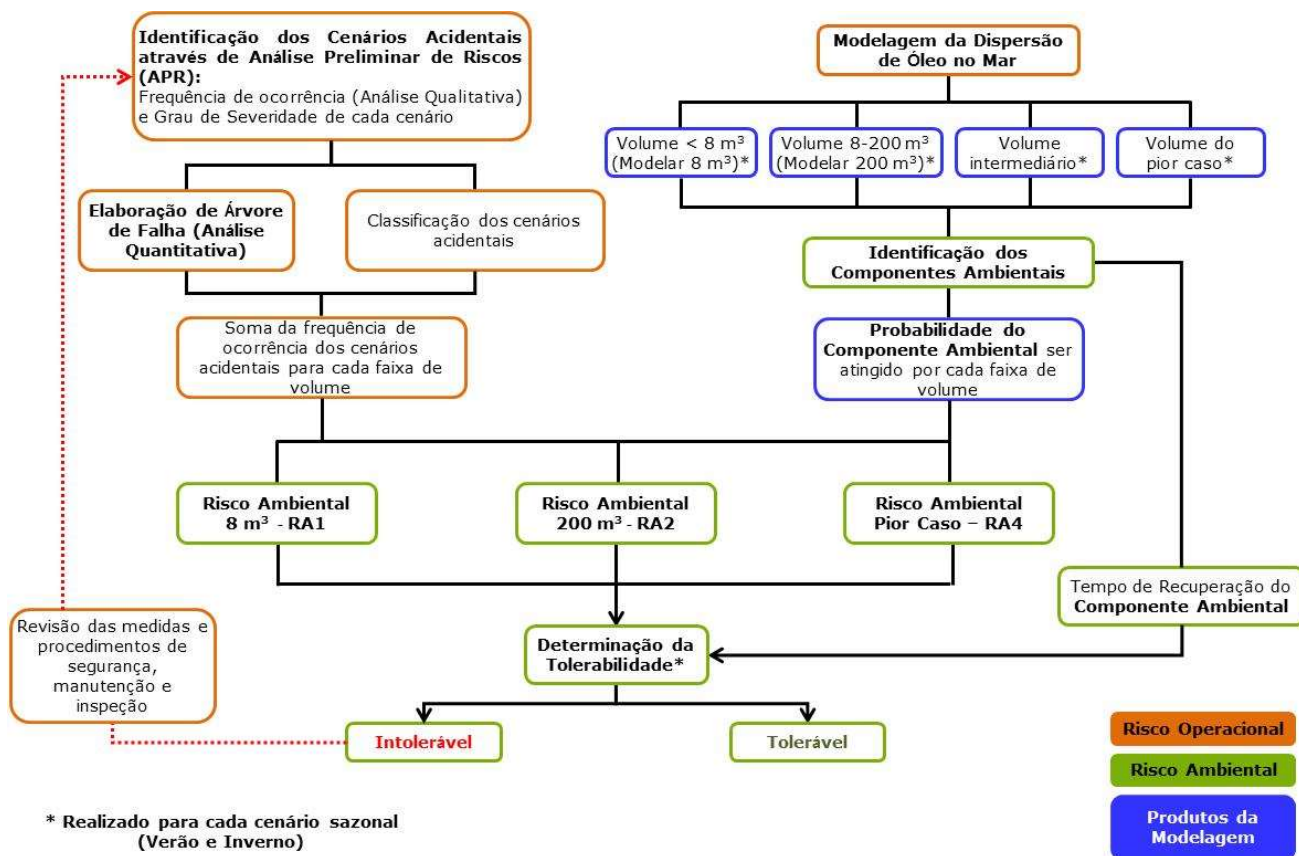 Identificação dos Cenários Acidentais
através de Análise Preliminar de Riscos
(APR):
Frequência de ocorrência (Análise Qualitativa)
e Grau de Severidade de cada cenário
Modelagem da Dispersão
de Óleo no Mar
Volume < 8 m³
(Modelar 8 m³)*
Volume 8-200 m³
(Modelar 200 m³)*
Volume
intermediário*
Volume do
pior caso*
Elaboração de Árvore
de Falha (Análise
Quantitativa)
Classificação dos cenários
acidentais
Identificação dos
Componentes Ambientais
Soma da frequência de
ocorrência dos cenários
acidentais para cada faixa de
volume
Probabilidade do
Componente Ambiental ser
atingido por cada faixa de
volume
Risco Ambiental
8 m³ - RA1
Risco Ambiental
200 m³ - RA2
Risco Ambiental
Pior Caso – RA4
Tempo de Recuperação do
Componente Ambiental
Revisão das medidas e
procedimentos de
segurança,
manutenção e
inspeção
Determinação da
Tolerabilidade*
Intolerável
Tolerável
Risco Operacional
Risco Ambiental
Produtos da
Modelagem
* Realizado para cada cenário sazonal
(Verão e Inverno)